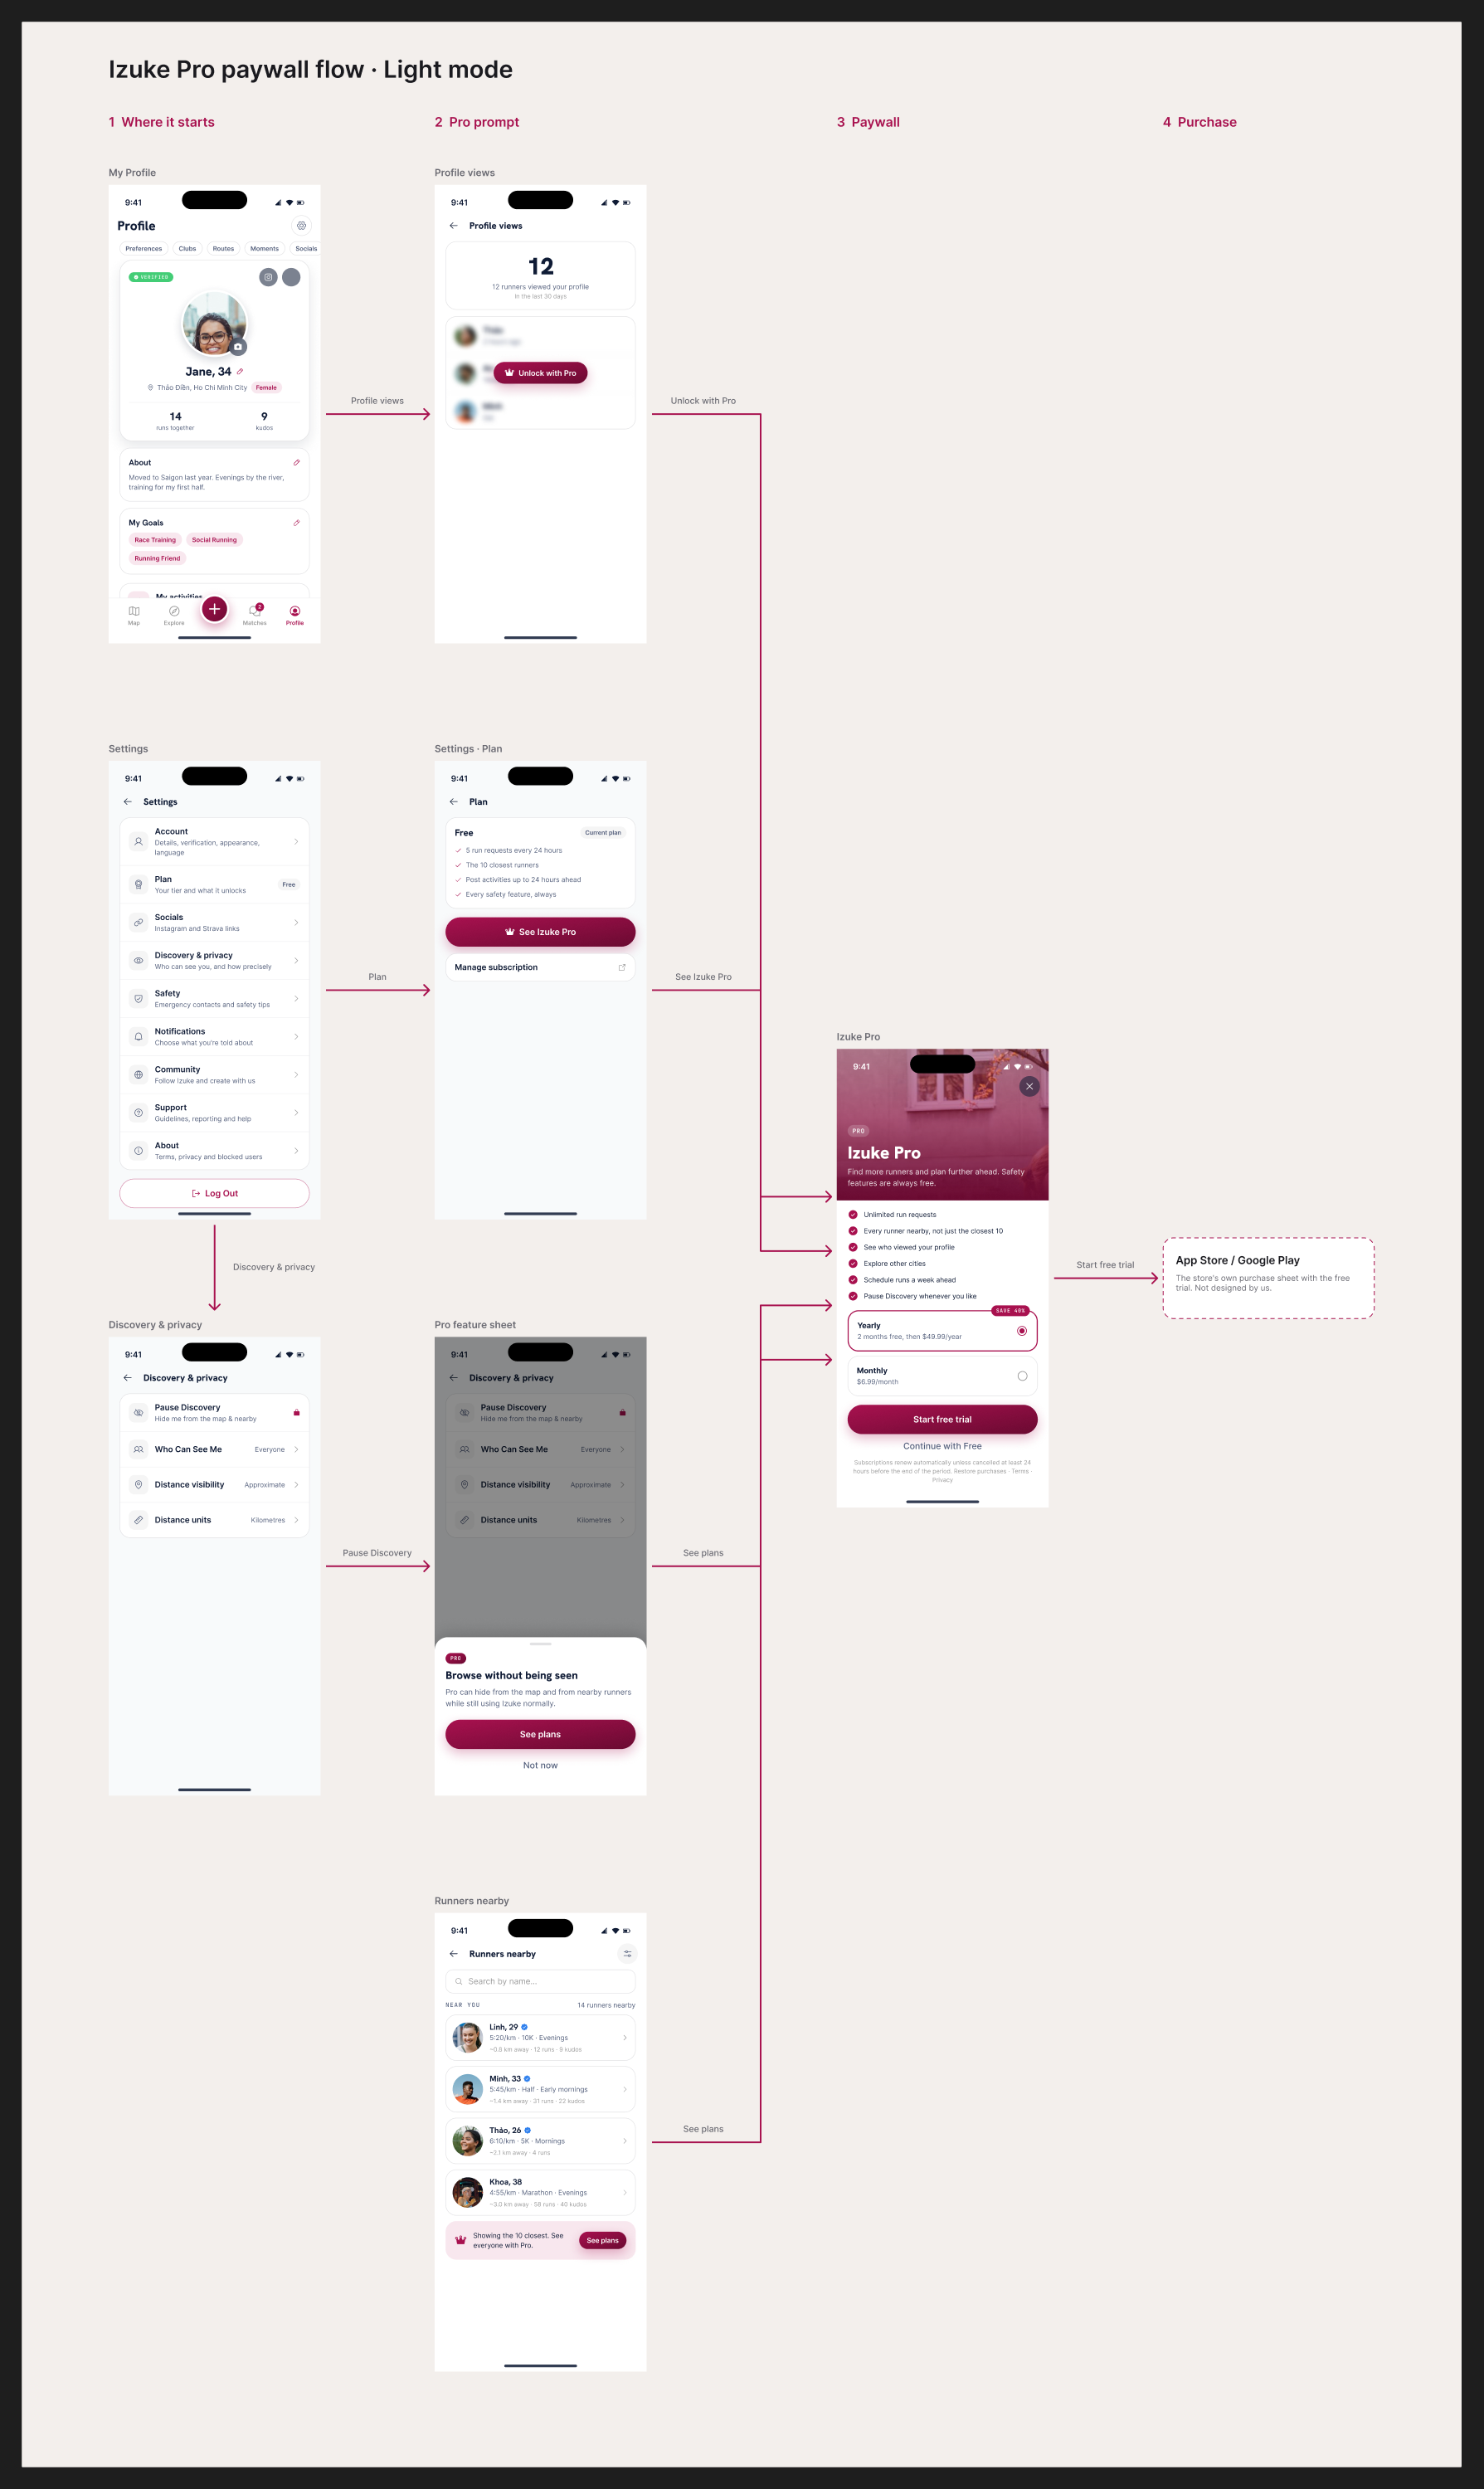 Izuke Pro paywall flow · Light mode
1 Where it starts
2 Pro prompt
3 Paywall
4 Purchase
My Profile
9:41
Profile
Preferences
Clubs
Routes
Moments
Socials
VERIFIED
Jane, 34
Thảo Điền, Ho Chi Minh City
Female
14
runs together
9
kudos
About
Moved to Saigon last year. Evenings by the river,
training for my first half.
My Goals
Race Training
Social Running
Running Friend
My activities
Map
Explore
2
Matches
Profile
Profile views
Profile views
9:41
Profile views
12
12 runners viewed your profile
In the last 30 days
Unlock with Pro
Unlock with Pro
Settings
9:41
Settings
Account
Details, verification, appearance,
language
Plan
Your tier and what it unlocks
Free
Socials
Instagram and Strava links
Discovery & privacy
Who can see you, and how precisely
Safety
Emergency contacts and safety tips
Notifications
Choose what you're told about
Community
Follow Izuke and create with us
Support
Guidelines, reporting and help
About
Terms, privacy and blocked users
Log Out
Plan
Settings · Plan
9:41
Plan
Free
Current plan
5 run requests every 24 hours
The 10 closest runners
Post activities up to 24 hours ahead
Every safety feature, always
See Izuke Pro
Manage subscription
See Izuke Pro
Discovery & privacy
Discovery & privacy
9:41
Discovery & privacy
Pause Discovery
Hide me from the map & nearby
Who Can See Me
Everyone
Distance visibility
Approximate
Distance units
Kilometres
Pause Discovery
Pro feature sheet
9:41
Discovery & privacy
Pause Discovery
Hide me from the map & nearby
Who Can See Me
Everyone
Distance visibility
Approximate
Distance units
Kilometres
PRO
Browse without being seen
Pro can hide from the map and from nearby runners
while still using Izuke normally.
See plans
Not now
See plans
Runners nearby
9:41
Runners nearby
Search by name...
NEAR YOU
14 runners nearby
Linh, 29
5:20/km · 10K · Evenings
~0.8 km away · 12 runs · 9 kudos
Minh, 33
5:45/km · Half · Early mornings
~1.4 km away · 31 runs · 22 kudos
Thảo, 26
6:10/km · 5K · Mornings
~2.1 km away · 4 runs
Khoa, 38
4:55/km · Marathon · Evenings
~3.0 km away · 58 runs · 40 kudos
Showing the 10 closest. See
everyone with Pro.
See plans
See plans
Izuke Pro
9:41
PRO
Izuke Pro
Find more runners and plan further ahead. Safety
features are always free.
Unlimited run requests
Every runner nearby, not just the closest 10
See who viewed your profile
Explore other cities
Schedule runs a week ahead
Pause Discovery whenever you like
SAVE 40%
Yearly
2 months free, then $49.99/year
Monthly
$6.99/month
Start free trial
Continue with Free
Subscriptions renew automatically unless cancelled at least 24
hours before the end of the period. Restore purchases · Terms ·
Privacy
Start free trial
App Store / Google Play
The store's own purchase sheet with the free
trial. Not designed by us.